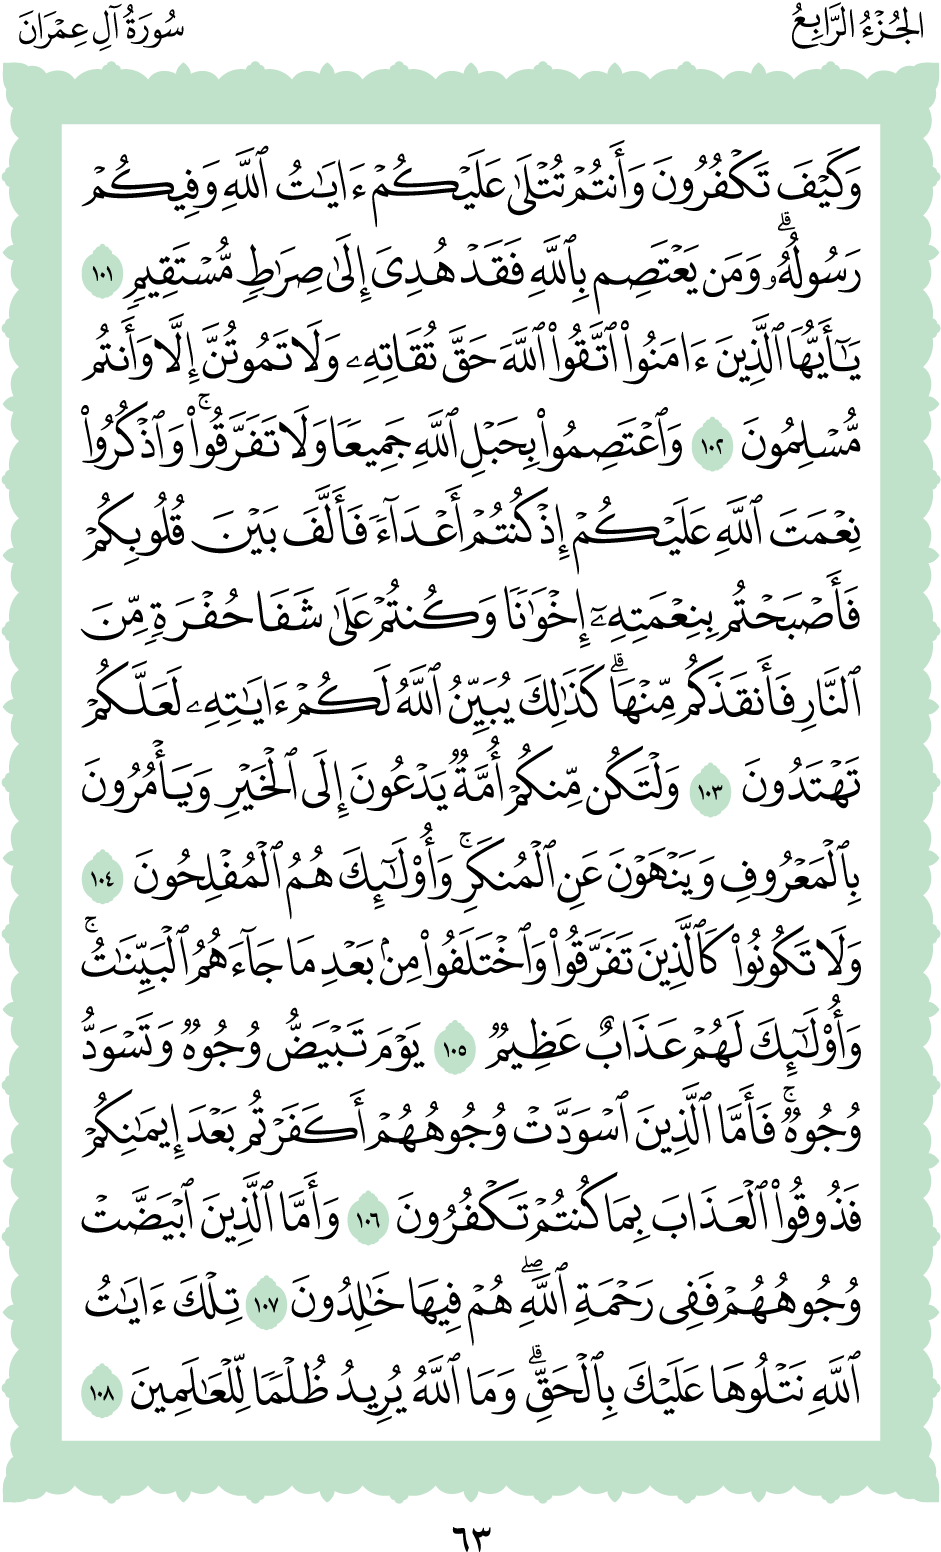 الجُزْءُ الرَّابِعُ
سُورَةُ آلِ عِمْرَانَ
وَكَيْفَ تَكْفُرُونَ وَأَنتُمْ تُتْلَىٰ عَلَيْكُمْ ءَايَٰتُ ٱللَّهِ وَفِيكُمْ
رَسُولُهُۥۗ وَمَن يَعْتَصِم بِٱللَّهِ فَقَدْ هُدِىَ إِلَىٰ صِرَٰطٍ مُّسْتَقِيمٍ ١٠١
يَٰٓأَيُّهَا ٱلَّذِينَ ءَامَنُوا۟ ٱتَّقُوا۟ ٱللَّهَ حَقَّ تُقَاتِهِۦ وَلَا تَمُوتُنَّ إِلَّا وَأَنتُم
مُّسْلِمُونَ ١٠٢ وَٱعْتَصِمُوا۟ بِحَبْلِ ٱللَّهِ جَمِيعًا وَلَا تَفَرَّقُوا۟ۚ وَٱذْكُرُوا۟
نِعْمَتَ ٱللَّهِ عَلَيْكُمْ إِذْ كُنتُمْ أَعْدَآءً فَأَلَّفَ بَيْنَ قُلُوبِكُمْ
فَأَصْبَحْتُم بِنِعْمَتِهِۦٓ إِخْوَٰنًا وَكُنتُمْ عَلَىٰ شَفَا حُفْرَةٍ مِّنَ
ٱلنَّارِ فَأَنقَذَكُم مِّنْهَاۗ كَذَٰلِكَ يُبَيِّنُ ٱللَّهُ لَكُمْ ءَايَٰتِهِۦ لَعَلَّكُمْ
تَهْتَدُونَ ١٠٣ وَلْتَكُن مِّنكُمْ أُمَّةٌ يَدْعُونَ إِلَى ٱلْخَيْرِ وَيَأْمُرُونَ
بِٱلْمَعْرُوفِ وَيَنْهَوْنَ عَنِ ٱلْمُنكَرِۚ وَأُو۟لَٰٓئِكَ هُمُ ٱلْمُفْلِحُونَ ١٠٤
وَلَا تَكُونُوا۟ كَٱلَّذِينَ تَفَرَّقُوا۟ وَٱخْتَلَفُوا۟ مِنۢ بَعْدِ مَا جَآءَهُمُ ٱلْبَيِّنَٰتُۚ
وَأُو۟لَٰٓئِكَ لَهُمْ عَذَابٌ عَظِيمٌ ١٠٥ يَوْمَ تَبْيَضُّ وُجُوهٌ وَتَسْوَدُّ
وُجُوهٌۚ فَأَمَّا ٱلَّذِينَ ٱسْوَدَّتْ وُجُوهُهُمْ أَكَفَرْتُم بَعْدَ إِيمَٰنِكُمْ
فَذُوقُوا۟ ٱلْعَذَابَ بِمَا كُنتُمْ تَكْفُرُونَ ١٠٦ وَأَمَّا ٱلَّذِينَ ٱبْيَضَّتْ
وُجُوهُهُمْ فَفِى رَحْمَةِ ٱللَّهِۖ هُمْ فِيهَا خَٰلِدُونَ ١٠٧ تِلْكَ ءَايَٰتُ
ٱللَّهِ نَتْلُوهَا عَلَيْكَ بِٱلْحَقِّۗ وَمَا ٱللَّهُ يُرِيدُ ظُلْمًا لِّلْعَٰلَمِينَ ١٠٨
٦٣